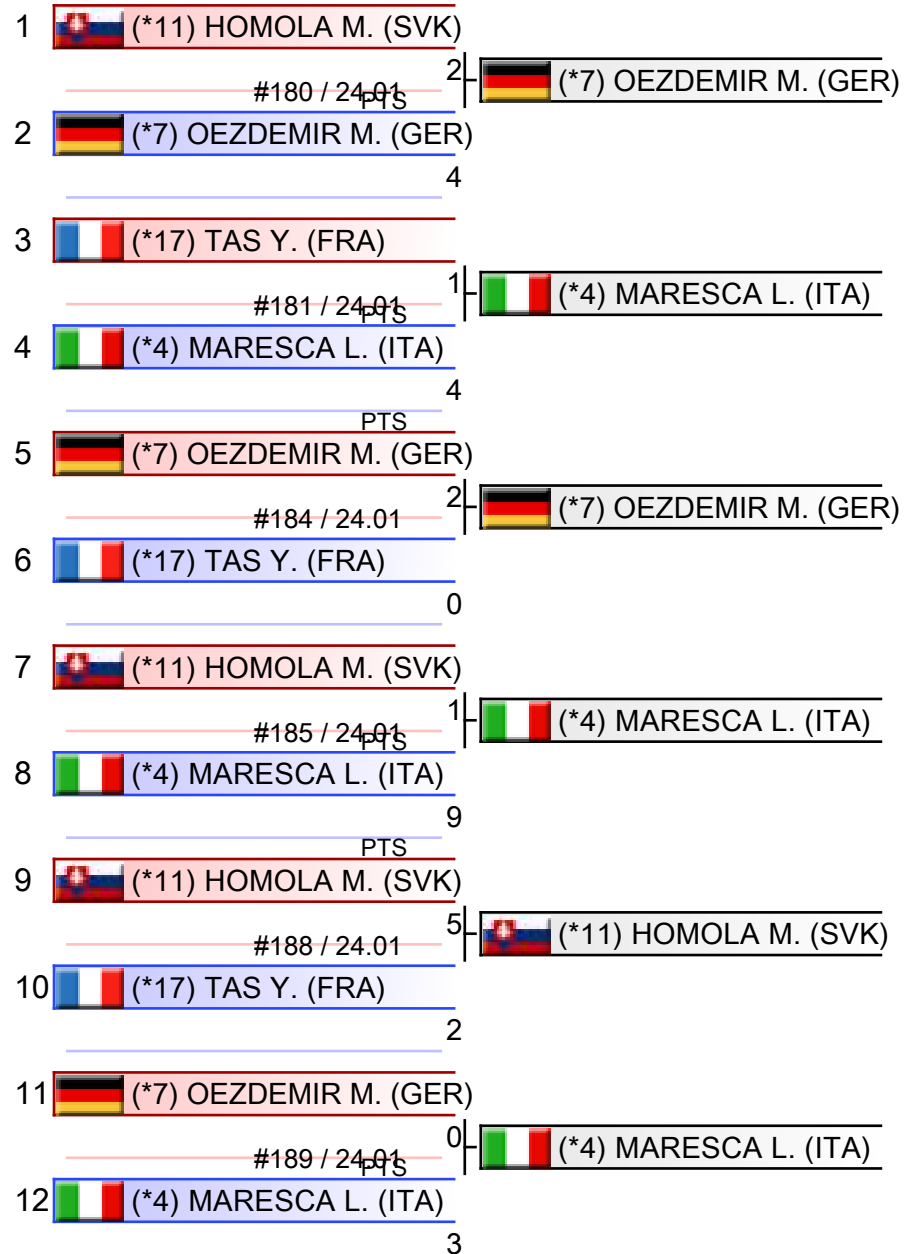 1 (*11) HOMOLA M. (SVK)
2 (*7) OEZDEMIR M. (GER)
#180 / 24.01
PTS
2 (*7) OEZDEMIR M. (GER)
4
3 (*17) TAS Y. (FRA)
1 (*4) MARESCA L. (ITA)
#181 / 24.01
PTS
4 (*4) MARESCA L. (ITA)
4
PTS
5 (*7) OEZDEMIR M. (GER)
2 (*7) OEZDEMIR M. (GER)
#184 / 24.01
6 (*17) TAS Y. (FRA)
0
7 (*11) HOMOLA M. (SVK)
1 (*4) MARESCA L. (ITA)
#185 / 24.01
PTS
8 (*4) MARESCA L. (ITA)
9
PTS
9 (*11) HOMOLA M. (SVK)
5 (*11) HOMOLA M. (SVK)
#188 / 24.01
10 (*17) TAS Y. (FRA)
2
11 (*7) OEZDEMIR M. (GER)
0 (*4) MARESCA L. (ITA)
#189 / 24.01
PTS
12 (*4) MARESCA L. (ITA)
3